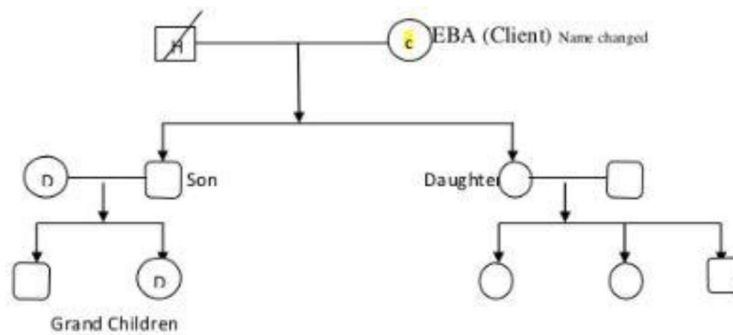 H
c EBA (Client) Name changed
D Son Daughter
D
Grand Children